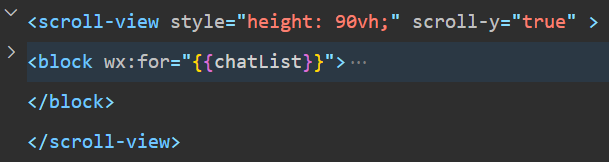 <scroll-view style="height: 90vh;" scroll-y="true" >
<block wx:for="{{chatList}}">…
</block>
</scroll-view>